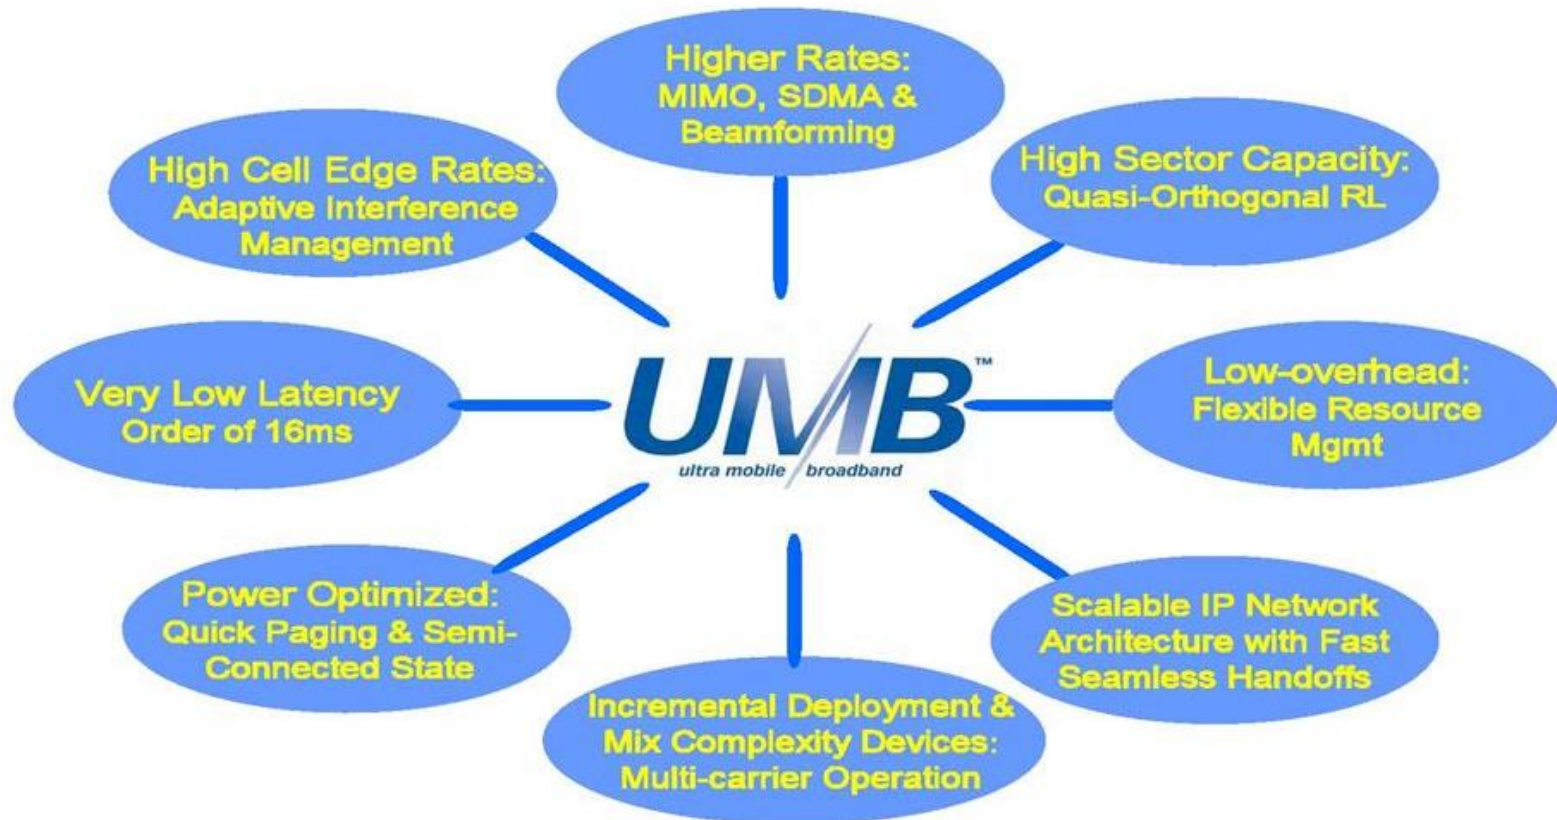 Higher Rates:
MIMO, SDMA &
Beamforming
High Cell Edge Rates:
Adaptive Interference
Management
High Sector Capacity:
Quasi-Orthogonal RL
Very Low Latency
Order of 16ms
UMB™
ultra mobile broadband
Low-overhead:
Flexible Resource
Mgmt
Power Optimized:
Quick Paging & Semi-
Connected State
Scalable IP Network
Architecture with Fast
Seamless Handoffs
Incremental Deployment &
Mix Complexity Devices:
Multi-carrier Operation